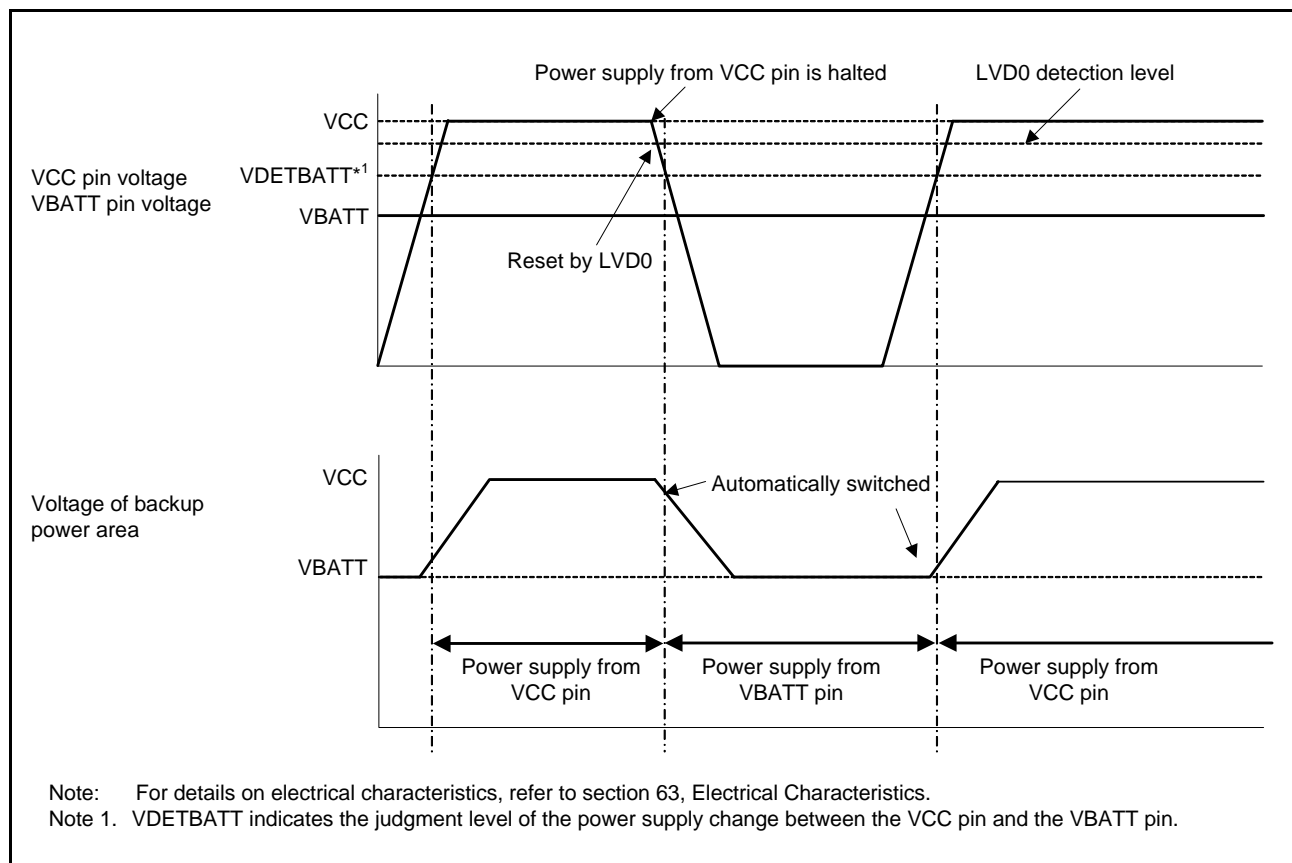 Power supply from VCC pin is halted
LVD0 detection level
VCC
VDETBATT*1
VBATT
VCC pin voltage
VBATT pin voltage
Reset by LVD0
VCC
Automatically switched
Voltage of backup
power area
VBATT
Power supply from
VCC pin
Power supply from
VBATT pin
Power supply from
VCC pin
Note: For details on electrical characteristics, refer to section 63, Electrical Characteristics.
Note 1. VDETBATT indicates the judgment level of the power supply change between the VCC pin and the VBATT pin.